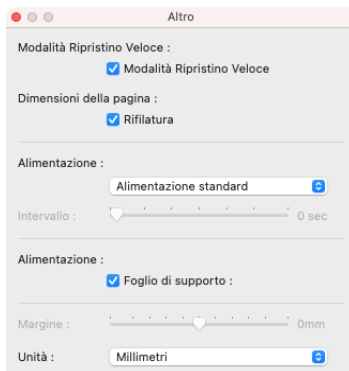 Altro
Modalità Ripristino Veloce :
Modalità Ripristino Veloce
Dimensioni della pagina :
Rifilatura
Alimentazione :
Alimentazione standard
Intervallo : 0 sec
Alimentazione :
Foglio di supporto :
Margine : 0mm
Unità : Millimetri